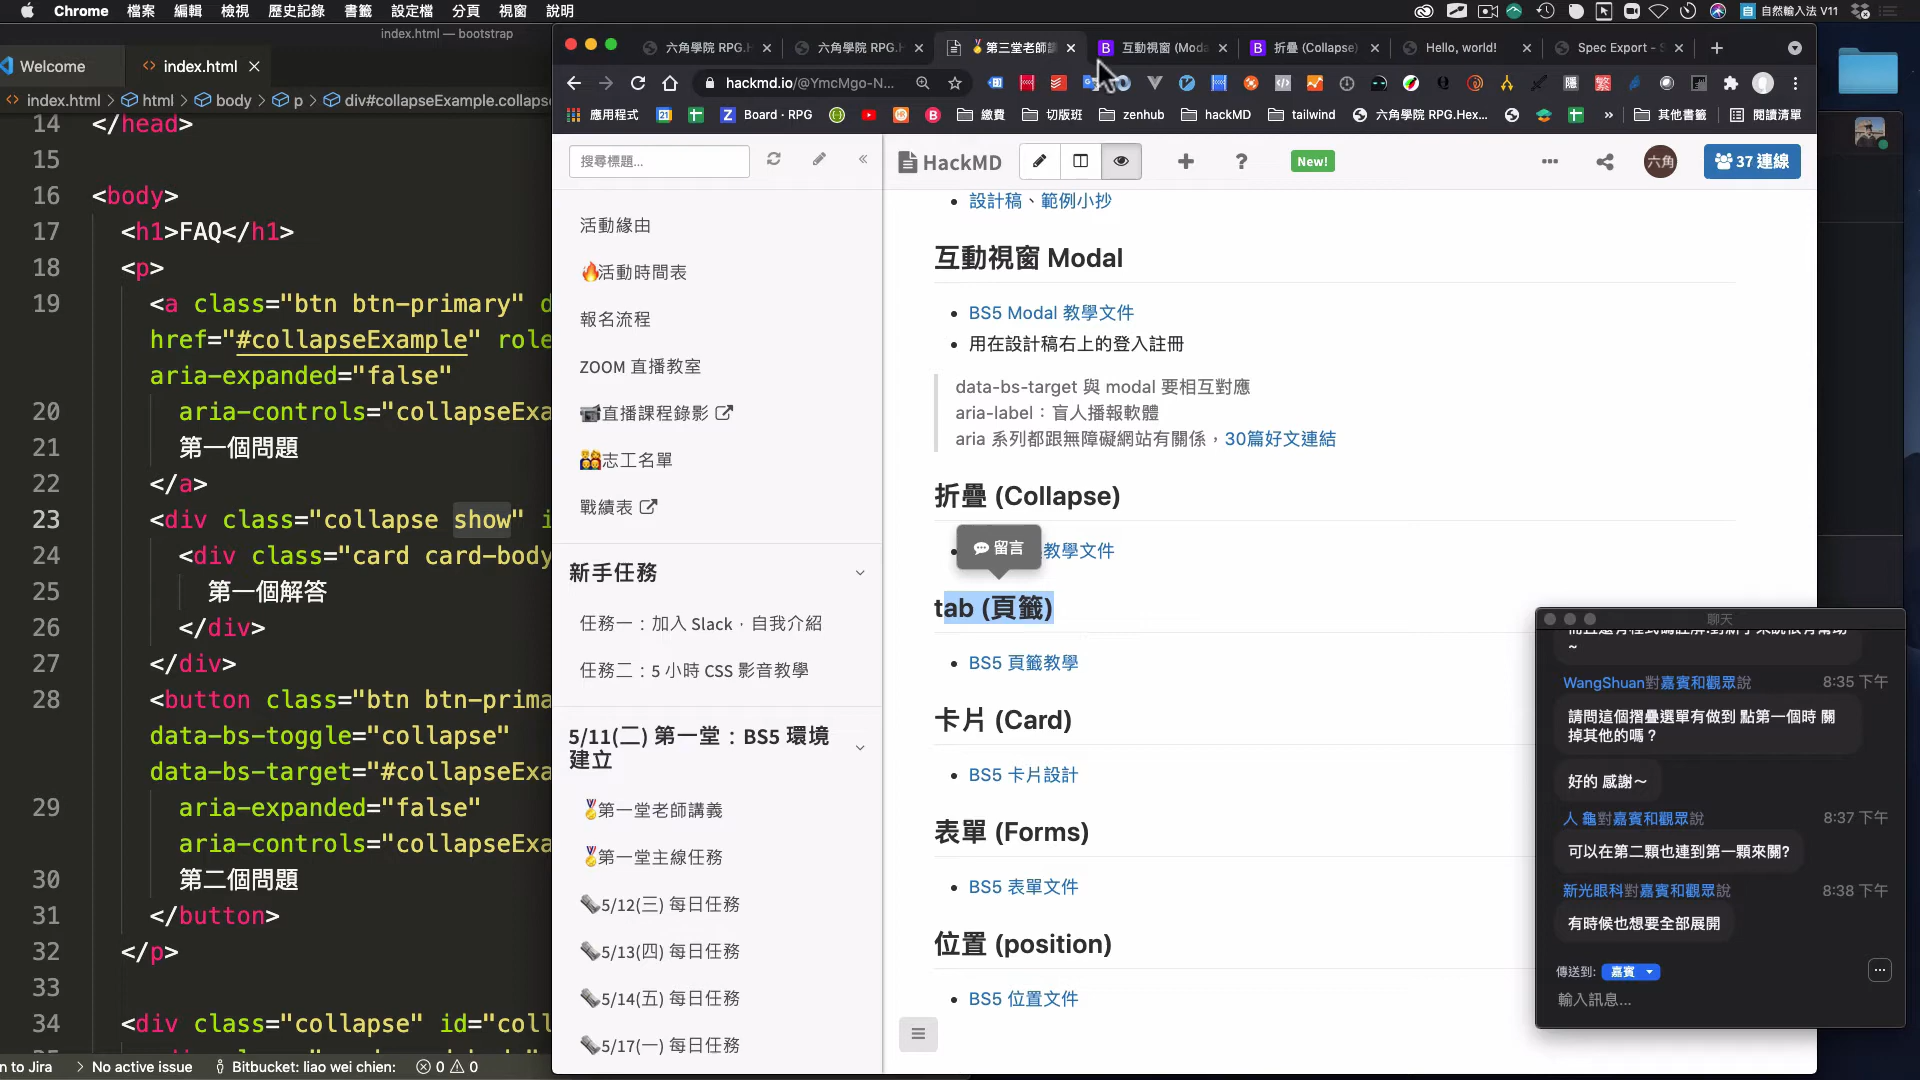 Chrome 檔案 編輯 檢視 歷史記錄 書籤 設定檔 分頁 視窗 說明
自然輸入法 V11
index.html — bootstrap
Welcome
index.html
index.html > html > body > p > div#collapseExample.collapse
14 </head>
15
16 <body>
17 <h1>FAQ</h1>
18 <p>
19 <a class="btn btn-primary" d
href="#collapseExample" role
aria-expanded="false"
20 aria-controls="collapseExa
21 第一個問題
22 </a>
23 <div class="collapse show" i
24 <div class="card card-body
25 第一個解答
26 </div>
27 </div>
28 <button class="btn btn-prima
data-bs-toggle="collapse"
data-bs-target="#collapseExa
29 aria-expanded="false"
aria-controls="collapseExa
30 第二個問題
31 </button>
32 </p>
33
34 <div class="collapse" id="coll
n to Jira
No active issue
Bitbucket: liao wei chien:
0 0
六角學院 RPG.H
六角學院 RPG.H
第三堂老師講
互動視窗 (Moda
折疊 (Collapse)
Hello, world!
Spec Export - S
hackmd.io/@YmcMgo-N...
應用程式
Board · RPG
繳費
切版班
zenhub
hackMD
tailwind
六角學院 RPG.Hex...
其他書籤
閱讀清單
搜尋標題...
HackMD
New!
六角
37 連線
活動緣由
🔥活動時間表
報名流程
ZOOM 直播教室
📹直播課程錄影
👫志工名單
戰績表
新手任務
任務一：加入 Slack，自我介紹
任務二：5 小時 CSS 影音教學
5/11(二) 第一堂：BS5 環境
建立
🏅第一堂老師講義
🏅第一堂主線任務
5/12(三) 每日任務
5/13(四) 每日任務
5/14(五) 每日任務
5/17(一) 每日任務
設計稿、範例小抄
互動視窗 Modal
BS5 Modal 教學文件
用在設計稿右上的登入註冊
data-bs-target 與 modal 要相互對應
aria-label：盲人播報軟體
aria 系列都跟無障礙網站有關係，30篇好文連結
折疊 (Collapse)
留言
教學文件
tab (頁籤)
BS5 頁籤教學
卡片 (Card)
BS5 卡片設計
表單 (Forms)
BS5 表單文件
位置 (position)
BS5 位置文件
聊天
~
WangShuan對嘉賓和觀眾說 8:35 下午
請問這個摺疊選單有做到 點第一個時 關
掉其他的嗎？
好的 感謝～
人 龜對嘉賓和觀眾說 8:37 下午
可以在第二顆也連到第一顆來關?
新光眼科對嘉賓和觀眾說 8:38 下午
有時候也想要全部展開
傳送到: 嘉賓
輸入訊息...